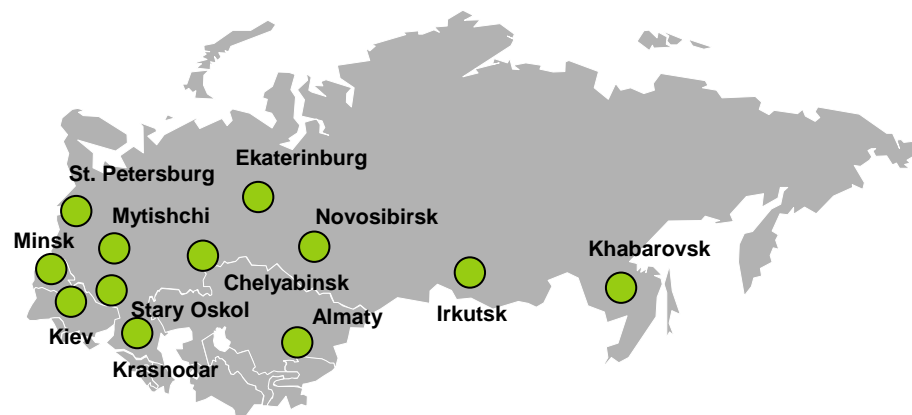 Ekaterinburg
St. Petersburg
Mytishchi
Novosibirsk
Minsk
Khabarovsk
Chelyabinsk
Stary Oskol
Almaty
Irkutsk
Kiev
Krasnodar